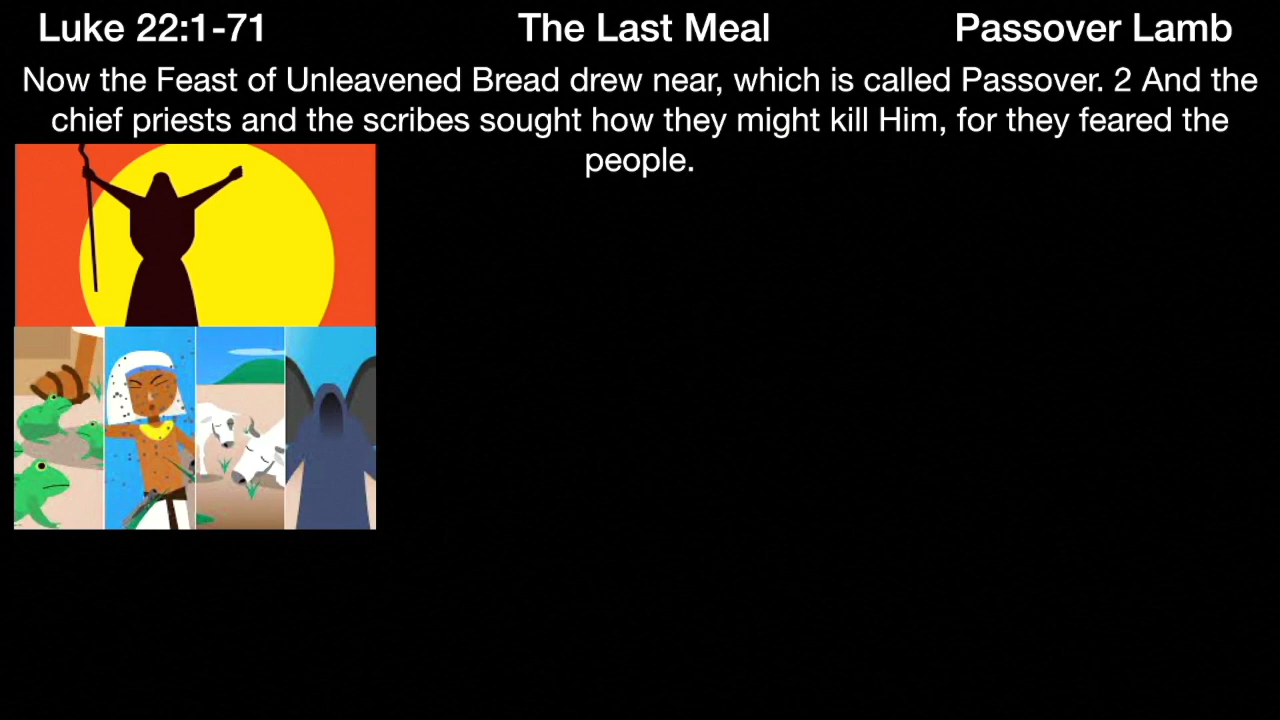 Luke 22:1-71 The Last Meal Passover Lamb
Now the Feast of Unleavened Bread drew near, which is called Passover. 2 And the
chief priests and the scribes sought how they might kill Him, for they feared the
people.